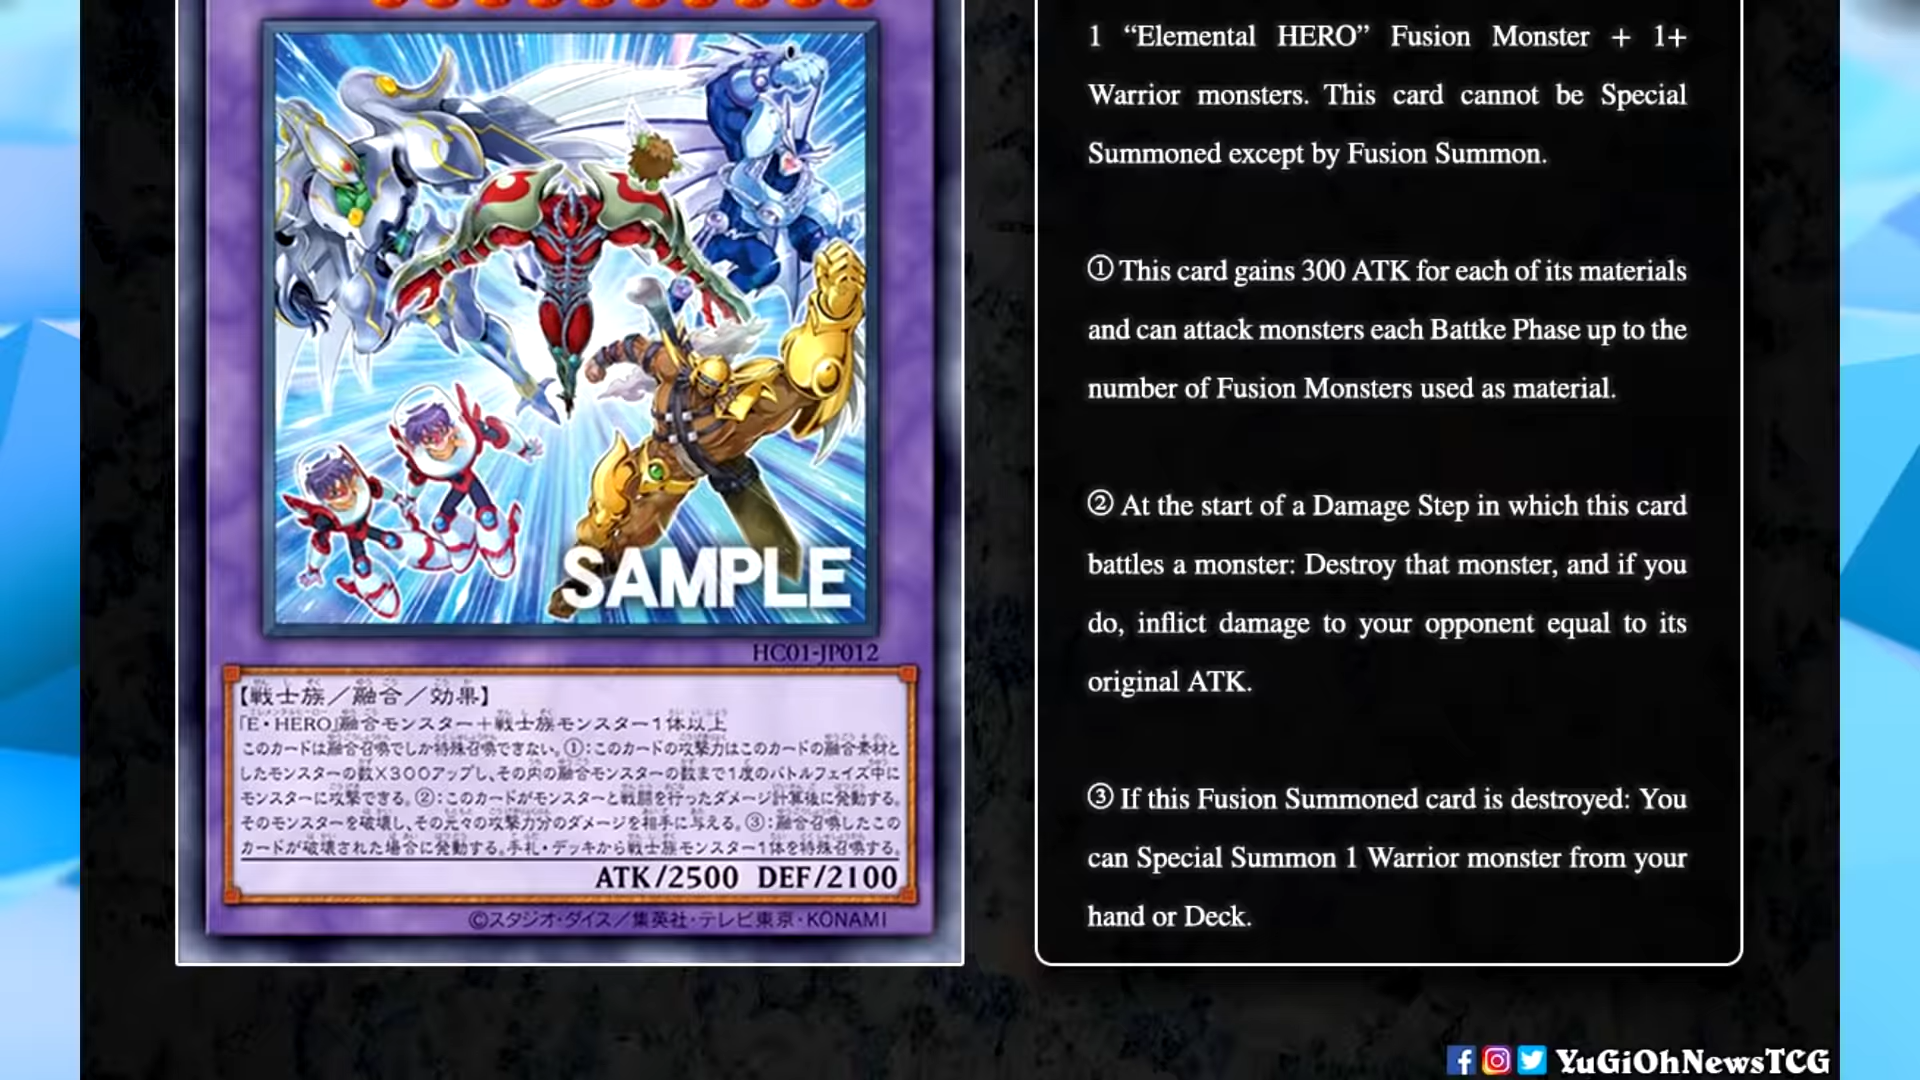 SAMPLE
HC01-JP012
【戦士族／融合／効果】
「E・HERO」融合モンスター＋戦士族モンスター1体以上
このカードは融合召喚でしか特殊召喚できない。①：このカードの攻撃力はこのカードの融合素材と
したモンスターの数×300アップし、その内の融合モンスターの数まで1度のバトルフェイズ中に
モンスターに攻撃できる。②：このカードがモンスターと戦闘を行ったダメージ計算後に発動する。
そのモンスターを破壊し、その元々の攻撃力分のダメージを相手に与える。③：融合召喚したこの
カードが破壊された場合に発動する。手札・デッキから戦士族モンスター1体を特殊召喚する。
ATK/2500 DEF/2100
©スタジオ・ダイス／集英社・テレビ東京・KONAMI
1 “Elemental HERO” Fusion Monster + 1+
Warrior monsters. This card cannot be Special
Summoned except by Fusion Summon.
① This card gains 300 ATK for each of its materials
and can attack monsters each Battke Phase up to the
number of Fusion Monsters used as material.
② At the start of a Damage Step in which this card
battles a monster: Destroy that monster, and if you
do, inflict damage to your opponent equal to its
original ATK.
③ If this Fusion Summoned card is destroyed: You
can Special Summon 1 Warrior monster from your
hand or Deck.
YuGiOhNewsTCG